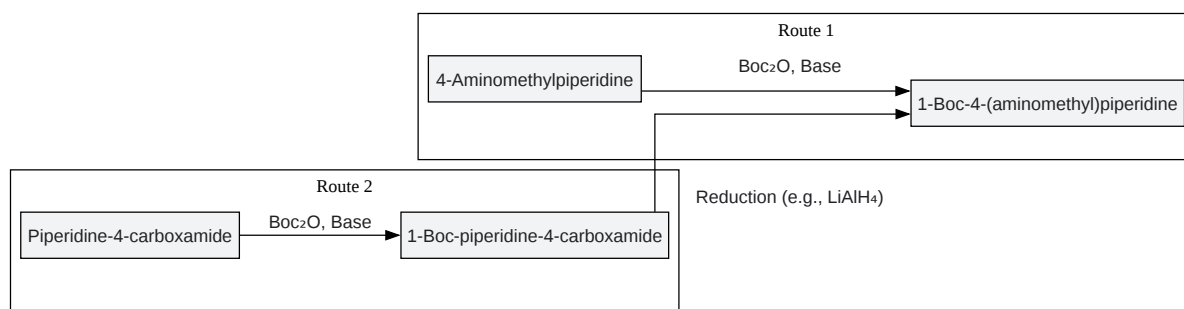 Route 1
4-Aminomethylpiperidine
Boc₂O, Base
1-Boc-4-(aminomethyl)piperidine
Route 2
Piperidine-4-carboxamide
Boc₂O, Base
1-Boc-piperidine-4-carboxamide
Reduction (e.g., LiAlH₄)